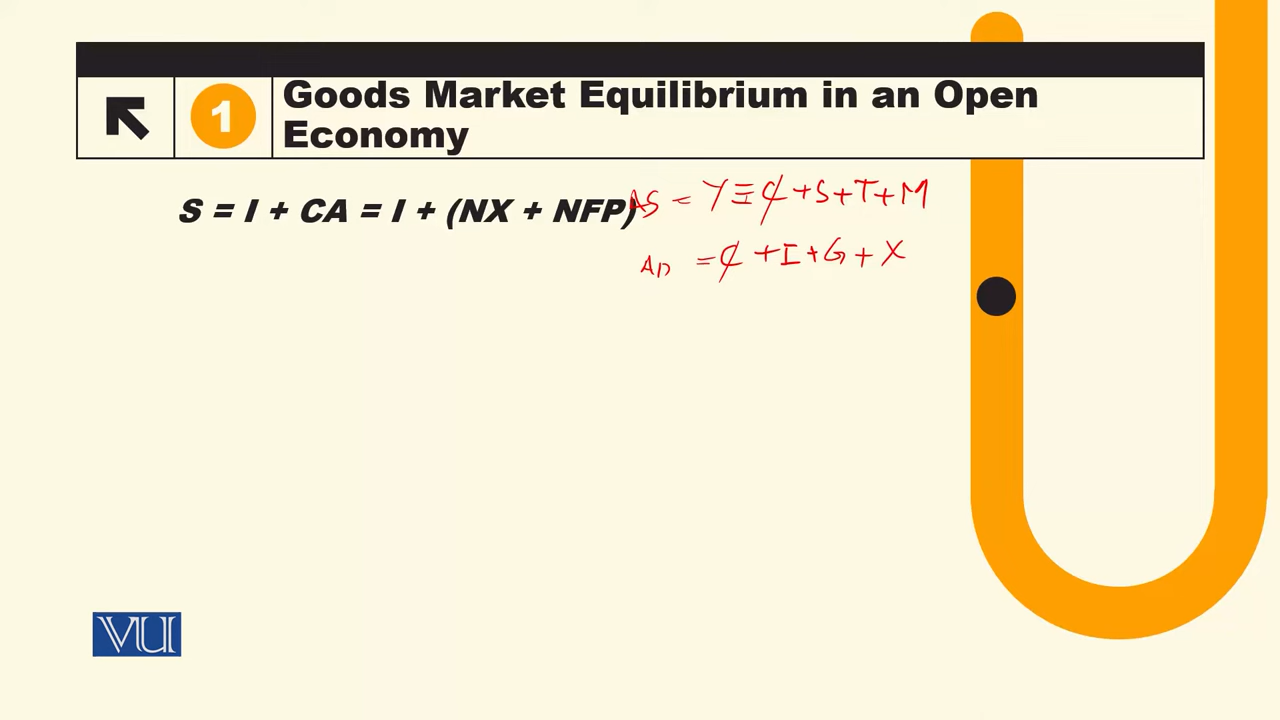 1
Goods Market Equilibrium in an Open
Economy
S = I + CA = I + (NX + NFP)
AS = Y ≡ C + S + T + M
AD = C + I + G + X
VU